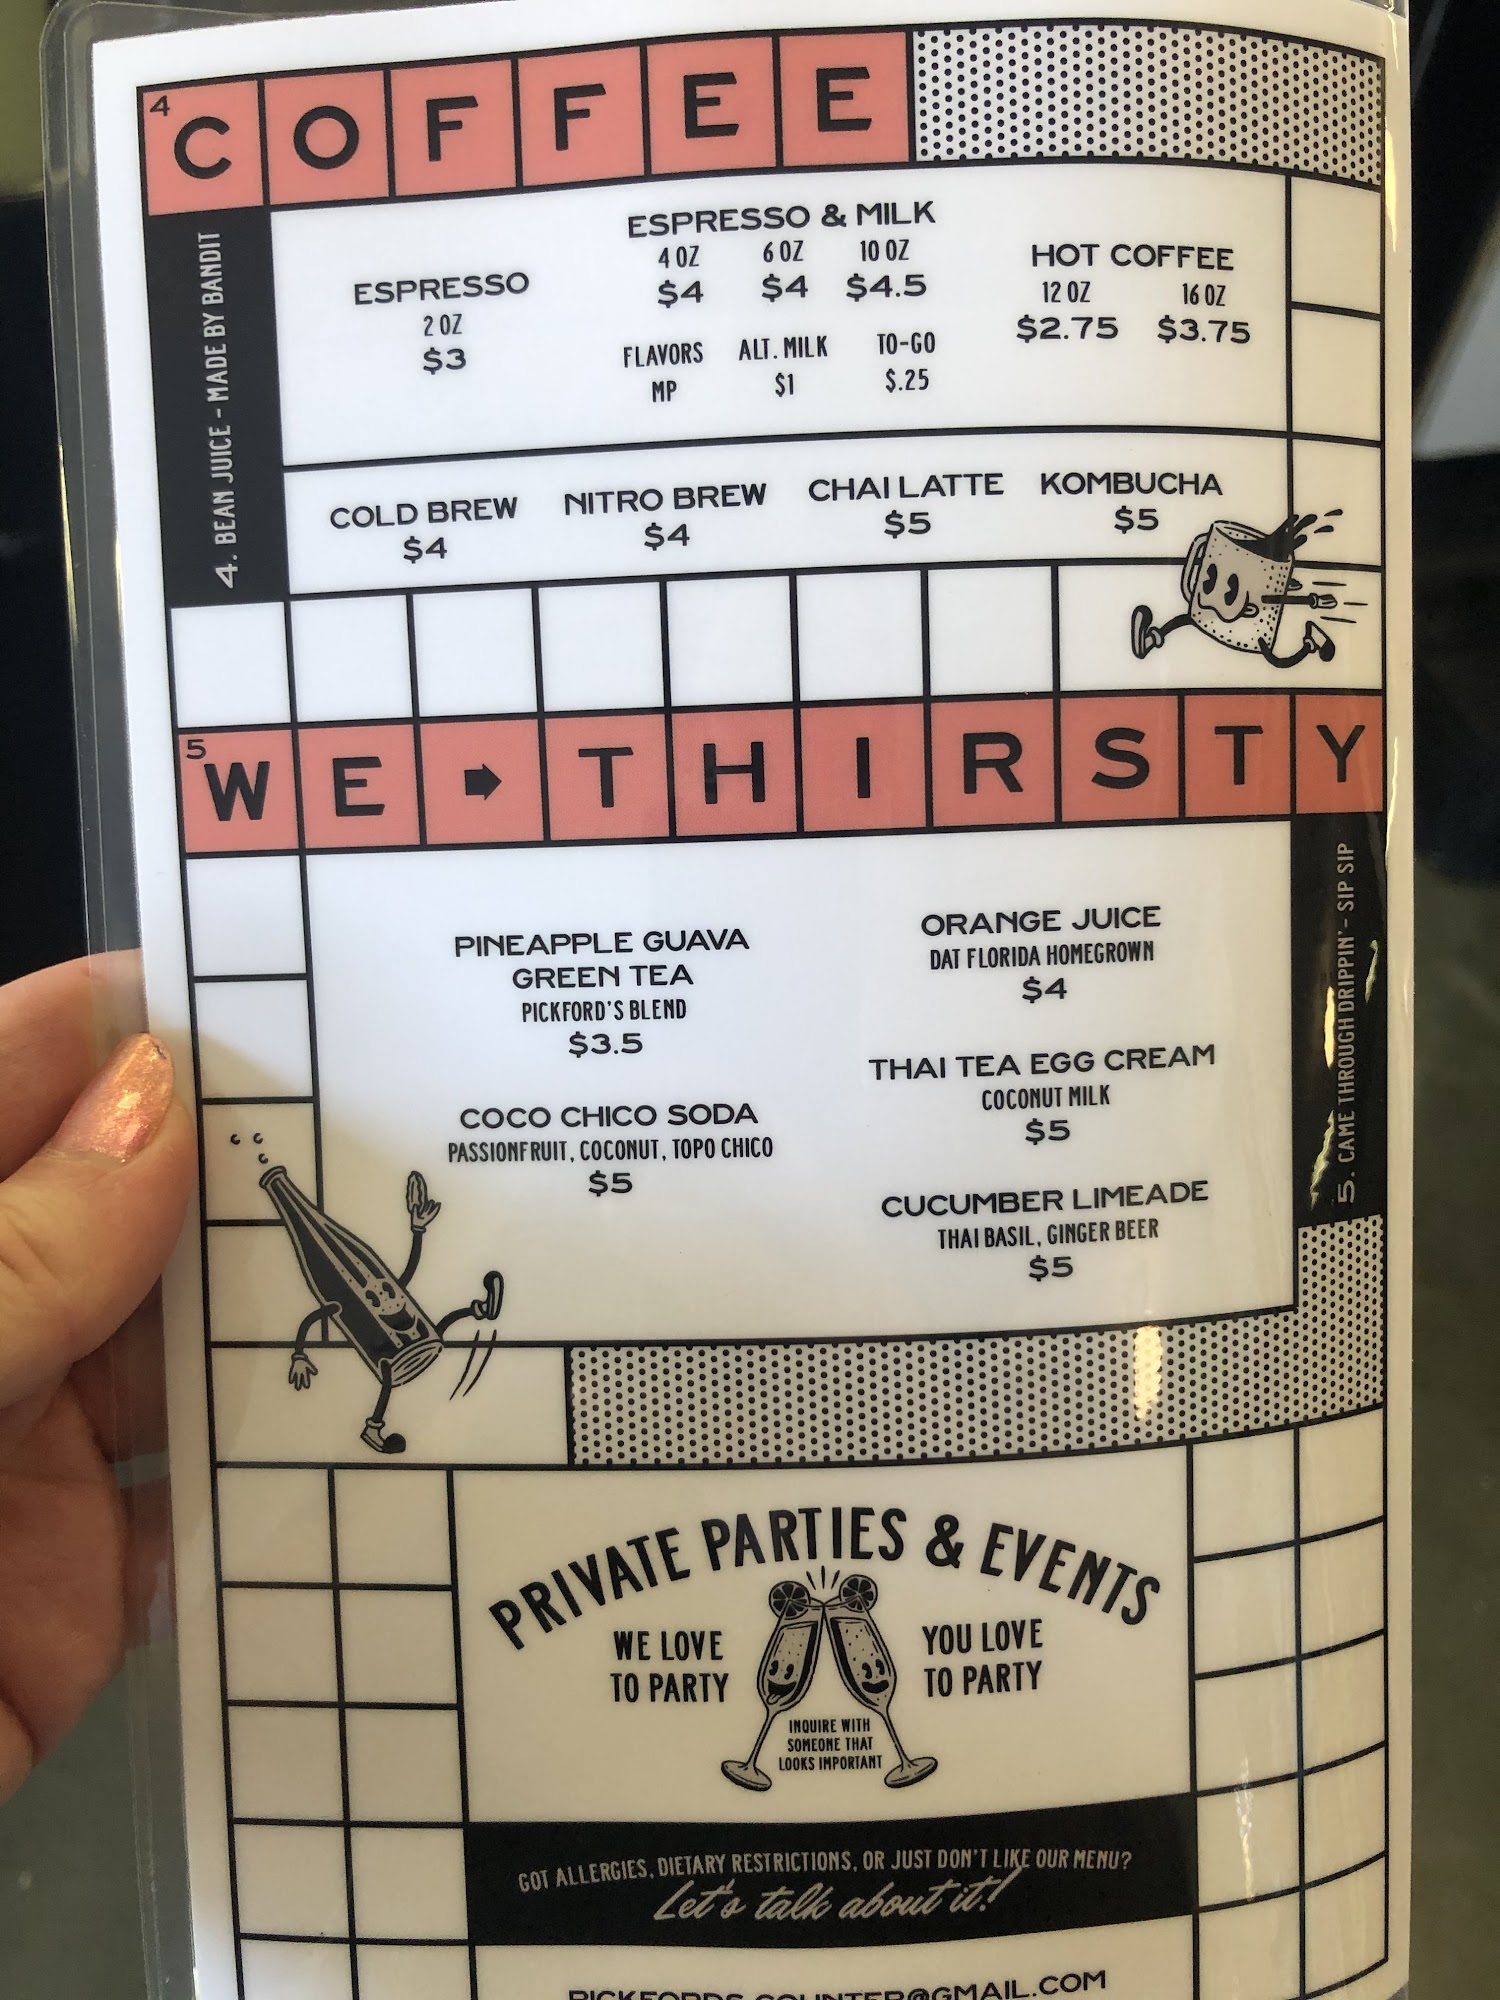 4
COFFEE
4. BEAN JUICE - MADE BY BANDIT
ESPRESSO
2 OZ
$3
ESPRESSO & MILK
4 OZ 6 OZ 10 OZ
$4 $4 $4.5
FLAVORS ALT. MILK TO-GO
MP $1 $.25
HOT COFFEE
12 OZ 16 OZ
$2.75 $3.75
COLD BREW
$4
NITRO BREW
$4
CHAI LATTE
$5
KOMBUCHA
$5
5
WE THIRSTY
5. CAME THROUGH DRIPPIN' - SIP SIP
PINEAPPLE GUAVA
GREEN TEA
PICKFORD'S BLEND
$3.5
COCO CHICO SODA
PASSIONFRUIT, COCONUT, TOPO CHICO
$5
ORANGE JUICE
DAT FLORIDA HOMEGROWN
$4
THAI TEA EGG CREAM
COCONUT MILK
$5
CUCUMBER LIMEADE
THAI BASIL, GINGER BEER
$5
PRIVATE PARTIES & EVENTS
WE LOVE
TO PARTY
YOU LOVE
TO PARTY
INQUIRE WITH
SOMEONE THAT
LOOKS IMPORTANT
GOT ALLERGIES, DIETARY RESTRICTIONS, OR JUST DON'T LIKE OUR MENU?
Let's talk about it!
PICKFORDS.COUNTER@GMAIL.COM